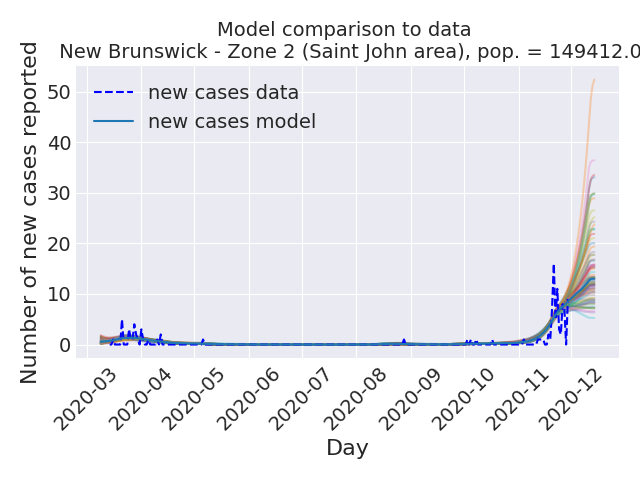 Model comparison to data
New Brunswick - Zone 2 (Saint John area), pop. = 149412.0
Number of new cases reported
50
40
30
20
10
0
new cases data
new cases model
2020-03
2020-04
2020-05
2020-06
2020-07
2020-08
2020-09
2020-10
2020-11
2020-12
Day